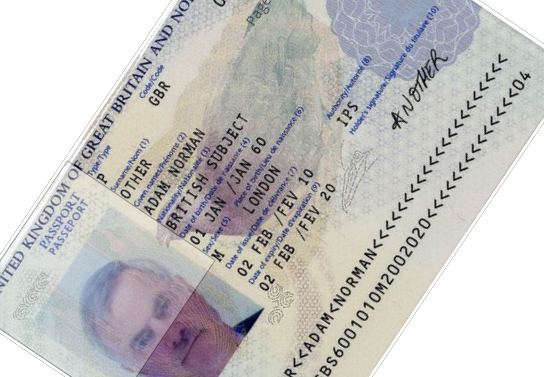 NITED KINGDOM OF GREAT BRITAIN AND NO
PASSPORT
PASSEPORT
Type/Type
P
Code/Code
GBR
Page
Surname/Nom (1)
OTHER
Given names/Prénoms (2)
ADAM NORMAN
Nationality/Nationalité (3)
BRITISH SUBJECT
Date of birth/Date de naissance (4)
01 JAN /JAN 60
Sex/Sexe (5)
M
Place of birth/Lieu de naissance (6)
LONDON
Date of issue/Date de délivrance (7)
02 FEB /FEV 10
Authority/Autorité (8)
IPS
Date of expiry/Date d'expiration (9)
02 FEB /FEV 20
Holder's signature/Signature du titulaire (10)
ANOTHER
R<<ADAM<NORMAN<<<<<<<<<<<<<<<<<<<
GBS6001010M2002020<<<<<<<<<<<<<<04